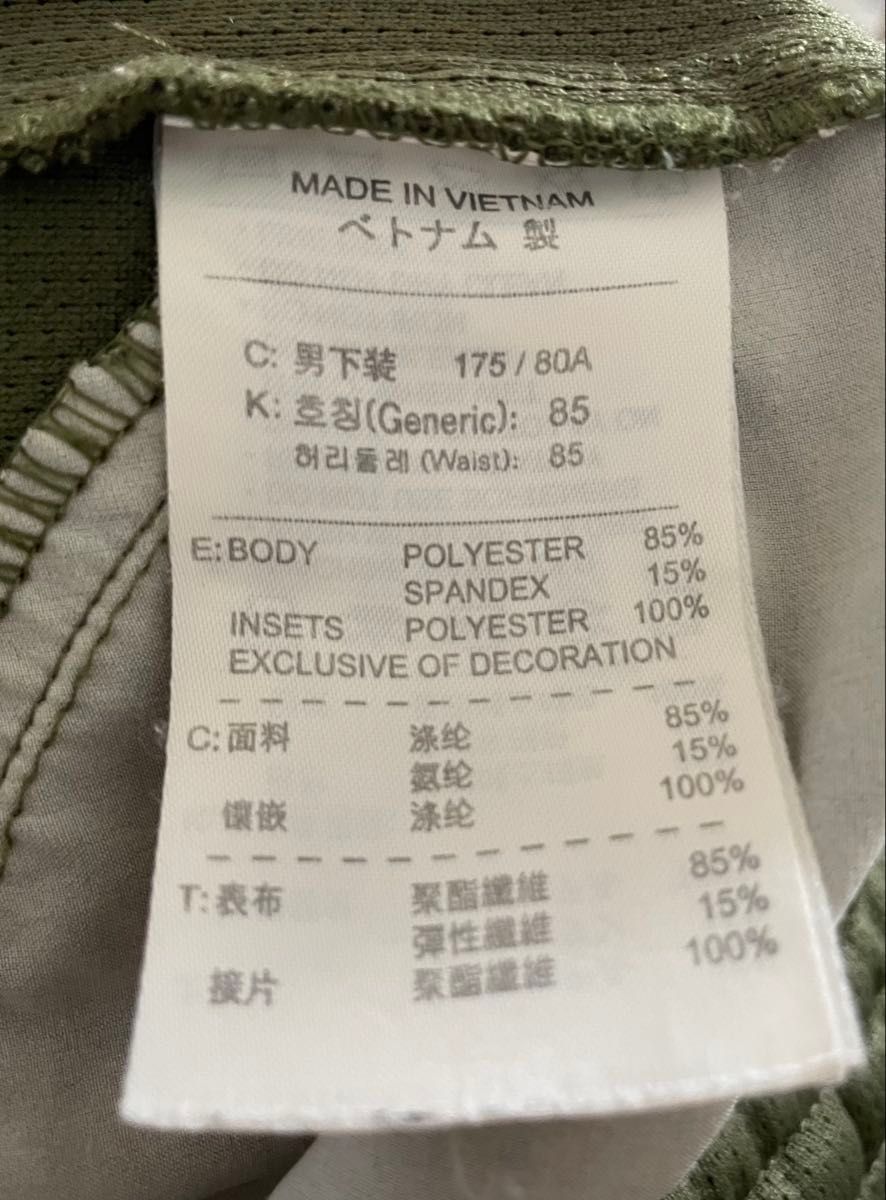 MADE IN VIETNAM
ベトナム 製
C: 男下装 175 / 80A
K: 호칭(Generic): 85
허리둘레 (Waist): 85
E: BODY POLYESTER 85%
SPANDEX 15%
INSETS POLYESTER 100%
EXCLUSIVE OF DECORATION
C: 面料 涤纶 85%
氨纶 15%
镶嵌 涤纶 100%
T: 表布 聚酯纖維 85%
彈性纖維 15%
接片 聚酯纖維 100%